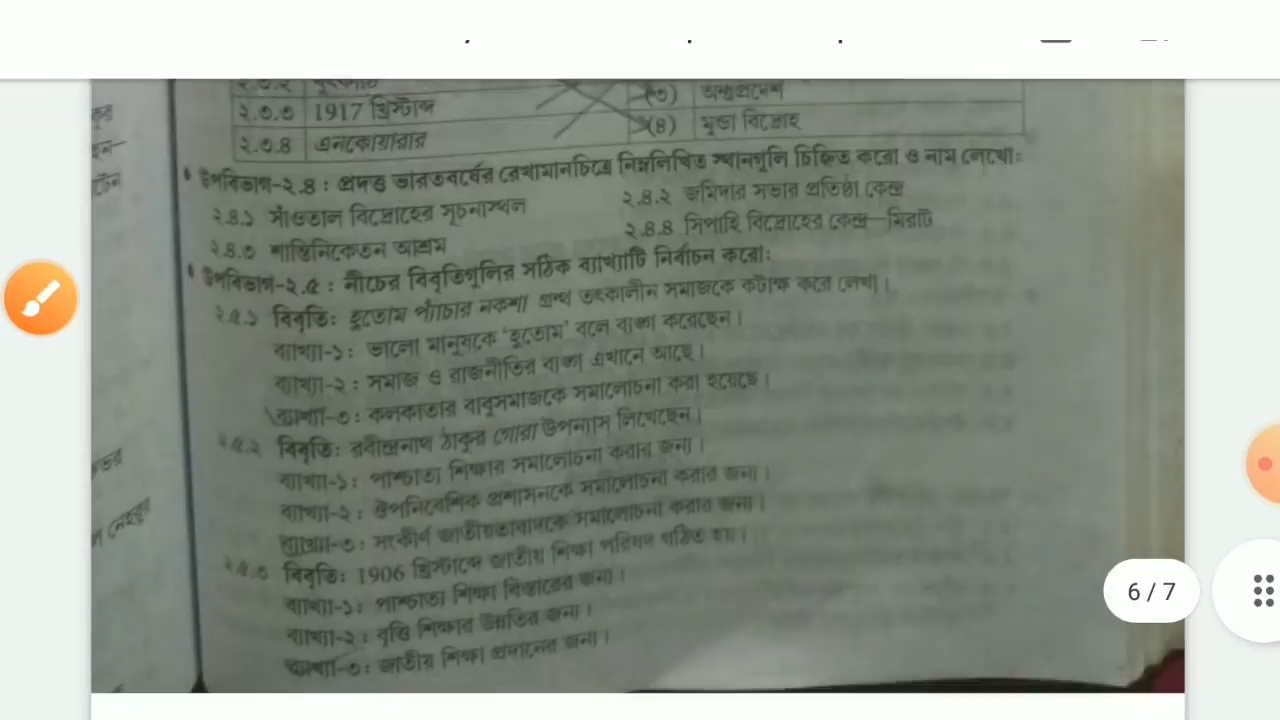 ২.৩.২
২.৩.৩ 1917 খ্রিস্টাব্দ (৩) অন্ধ্রপ্রদেশ
২.৩.৪ এনকোয়ারার (৪) মুন্ডা বিদ্রোহ
উপবিভাগ-২.৪ : প্রদত্ত ভারতবর্ষের রেখামানচিত্রে নিম্নলিখিত স্থানগুলি চিহ্নিত করো ও নাম লেখো:
২.৪.১ সাঁওতাল বিদ্রোহের সূচনাস্থল ২.৪.২ জমিদার সভার প্রতিষ্ঠা কেন্দ্র
২.৪.৩ শান্তিনিকেতন আশ্রম ২.৪.৪ সিপাহি বিদ্রোহের কেন্দ্র—মিরাট
উপবিভাগ-২.৫ : নীচের বিবৃতিগুলির সঠিক ব্যাখ্যাটি নির্বাচন করো:
২.৫.১ বিবৃতি: হুতোম প্যাঁচার নকশা গ্রন্থ তৎকালীন সমাজকে কটাক্ষ করে লেখা।
ব্যাখ্যা-১: ভালো মানুষকে 'হুতোম' বলে ব্যঙ্গ করেছেন।
ব্যাখ্যা-২: সমাজ ও রাজনীতির ব্যঙ্গ এখানে আছে।
ব্যাখ্যা-৩: কলকাতার বাবুসমাজকে সমালোচনা করা হয়েছে।
২.৫.২ বিবৃতি: রবীন্দ্রনাথ ঠাকুর গোরা উপন্যাস লিখেছেন।
ব্যাখ্যা-১: পাশ্চাত্য শিক্ষার সমালোচনা করার জন্য।
ব্যাখ্যা-২: ঔপনিবেশিক প্রশাসনকে সমালোচনা করার জন্য।
ব্যাখ্যা-৩: সংকীর্ণ জাতীয়তাবাদকে সমালোচনা করার জন্য।
২.৫.৩ বিবৃতি: 1906 খ্রিস্টাব্দে জাতীয় শিক্ষা পরিষদ গঠিত হয়।
ব্যাখ্যা-১: পাশ্চাত্য শিক্ষা বিস্তারের জন্য।
ব্যাখ্যা-২: বৃত্তি শিক্ষার উন্নতির জন্য।
ব্যাখ্যা-৩: জাতীয় শিক্ষা প্রদানের জন্য।
6 / 7